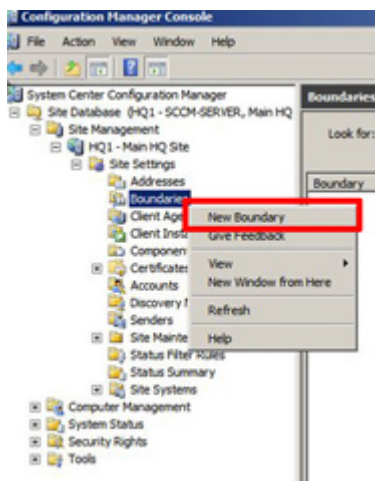 Configuration Manager Console
File Action View Window Help
System Center Configuration Manager
Site Database (HQ1 - SCCM-SERVER, Main HQ
Site Management
HQ1 - Main HQ Site
Site Settings
Addresses
Boundaries
Client Age
Client Inst
Componen
Certificates
Accounts
Discovery
Senders
Site Mainte
Status Filter Rules
Status Summary
Site Systems
Computer Management
System Status
Security Rights
Tools
Boundaries
Look for:
Boundary
New Boundary
Give Feedback
View
New Window from Here
Refresh
Help